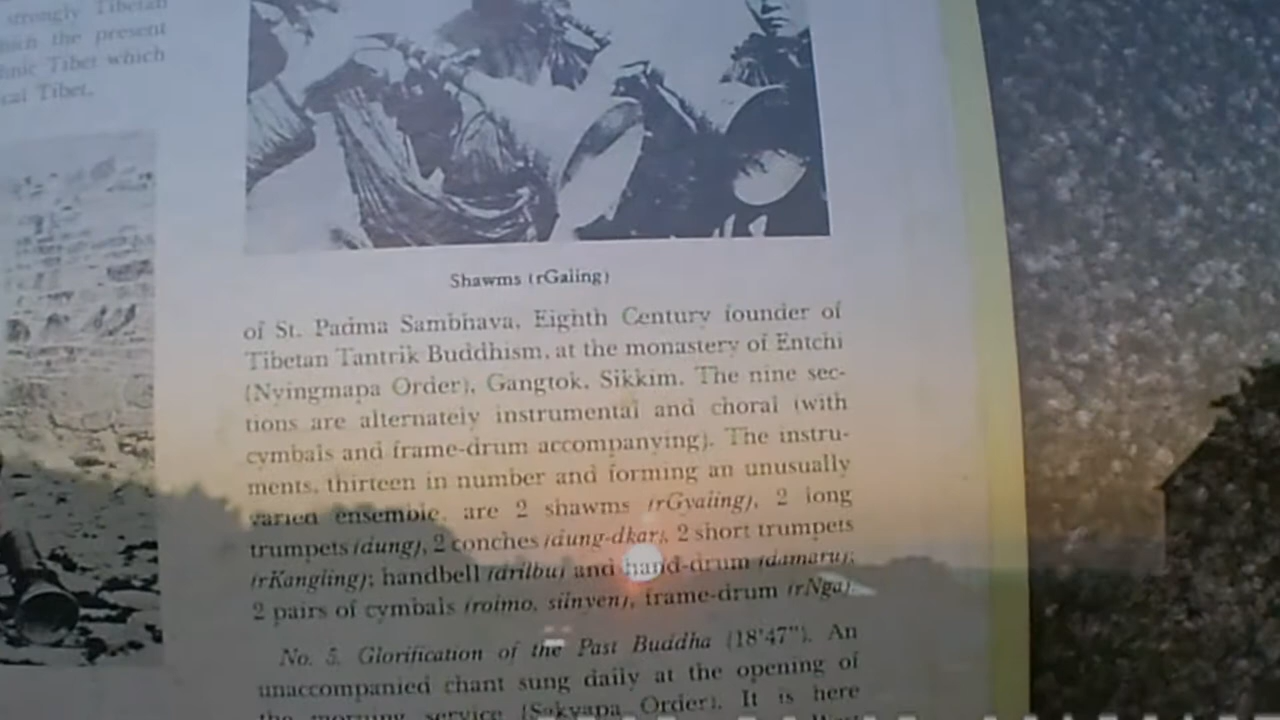 strongly Tibetan
the present
Tibet which
Tibet.
Shawms (rGaling)
of St. Padma Sambhava, Eighth Century founder of
Tibetan Tantrik Buddhism, at the monastery of Entchi
(Nyingmapa Order), Gangtok, Sikkim. The nine sec-
tions are alternately instrumental and choral (with
cymbals and frame-drum accompanying). The instru-
ments, thirteen in number and forming an unusually
varied ensemble, are 2 shawms (rGyaling), 2 long
trumpets (dung), 2 conches (dung-dkar), 2 short trumpets
(rKangling); handbell (drilbu) and hand-drum (damaru);
2 pairs of cymbals (rolmo, silnyen), frame-drum (rNga).
No. 5. Glorification of the Past Buddha (18'47"). An
unaccompanied chant sung daily at the opening of
the morning service (Sakyapa Order). It is here